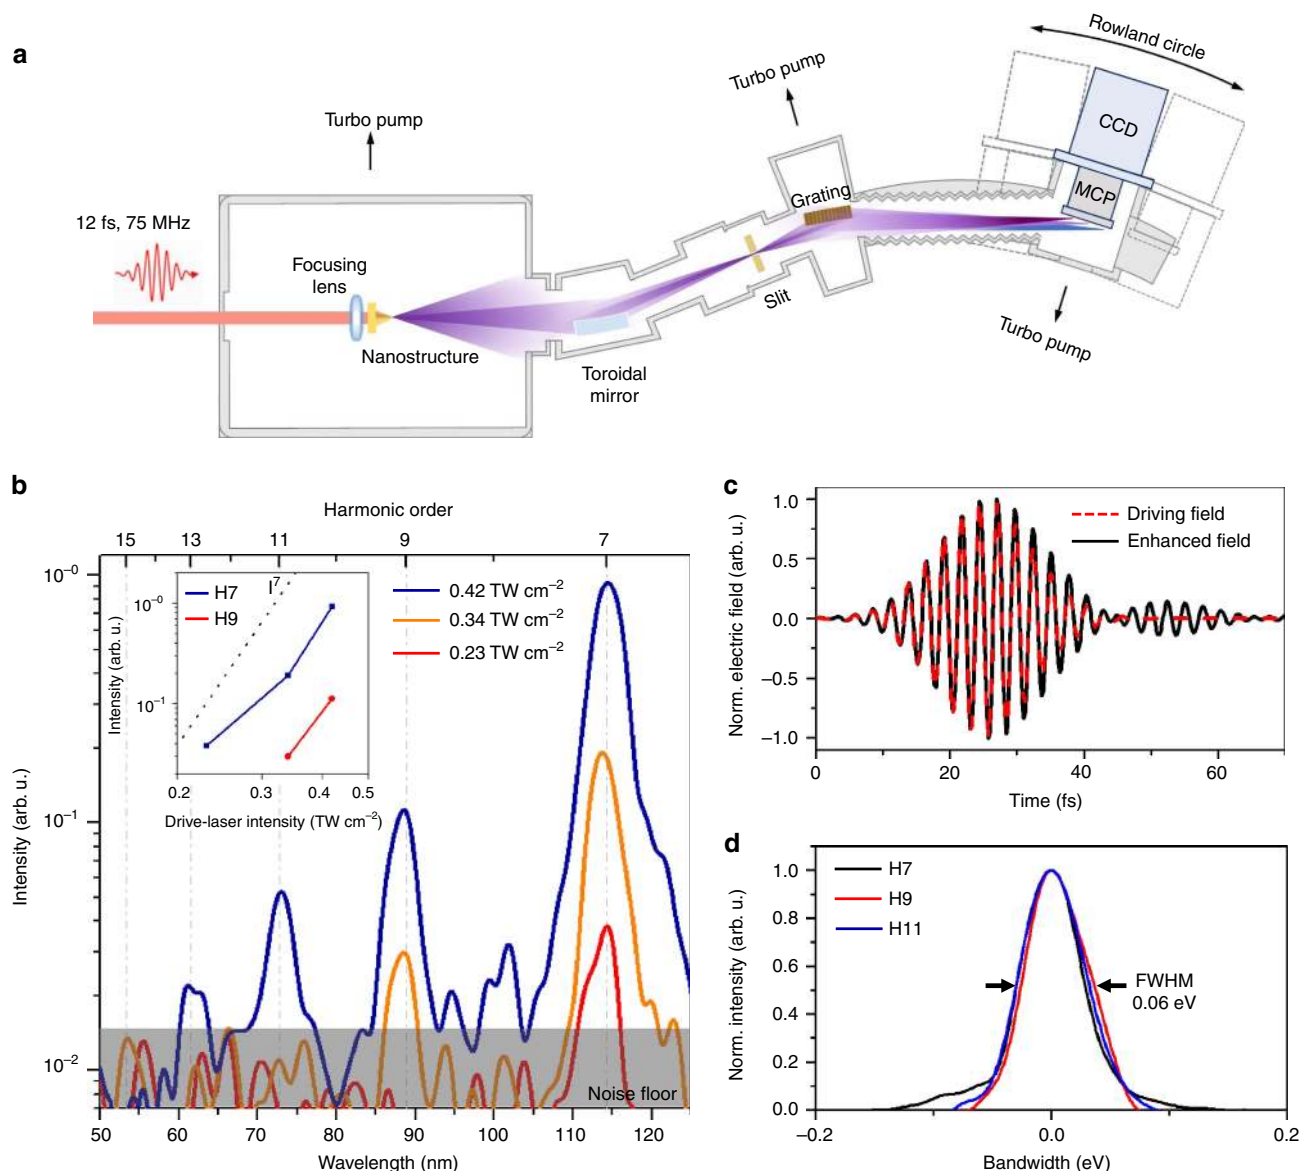 a
Rowland circle
Turbo pump
Turbo pump
CCD
MCP
Grating
12 fs, 75 MHz
Focusing
lens
Slit
Nanostructure
Toroidal
mirror
Turbo pump
b
Harmonic order
15 13 11 9 7
10⁻⁰
10⁻¹
10⁻²
Intensity (arb. u.)
H7
H9
I⁷
10⁻⁰
10⁻¹
Intensity (arb. u.)
0.2 0.3 0.4 0.5
Drive-laser intensity (TW cm⁻²)
0.42 TW cm⁻²
0.34 TW cm⁻²
0.23 TW cm⁻²
Noise floor
50 60 70 80 90 100 110 120
Wavelength (nm)
c
Norm. electric field (arb. u.)
1.0
0.5
0.0
−0.5
−1.0
Driving field
Enhanced field
0 20 40 60
Time (fs)
d
Norm. intensity (arb. u.)
1.0
0.8
0.6
0.4
0.2
0.0
H7
H9
H11
FWHM
0.06 eV
−0.2 0.0 0.2
Bandwidth (eV)